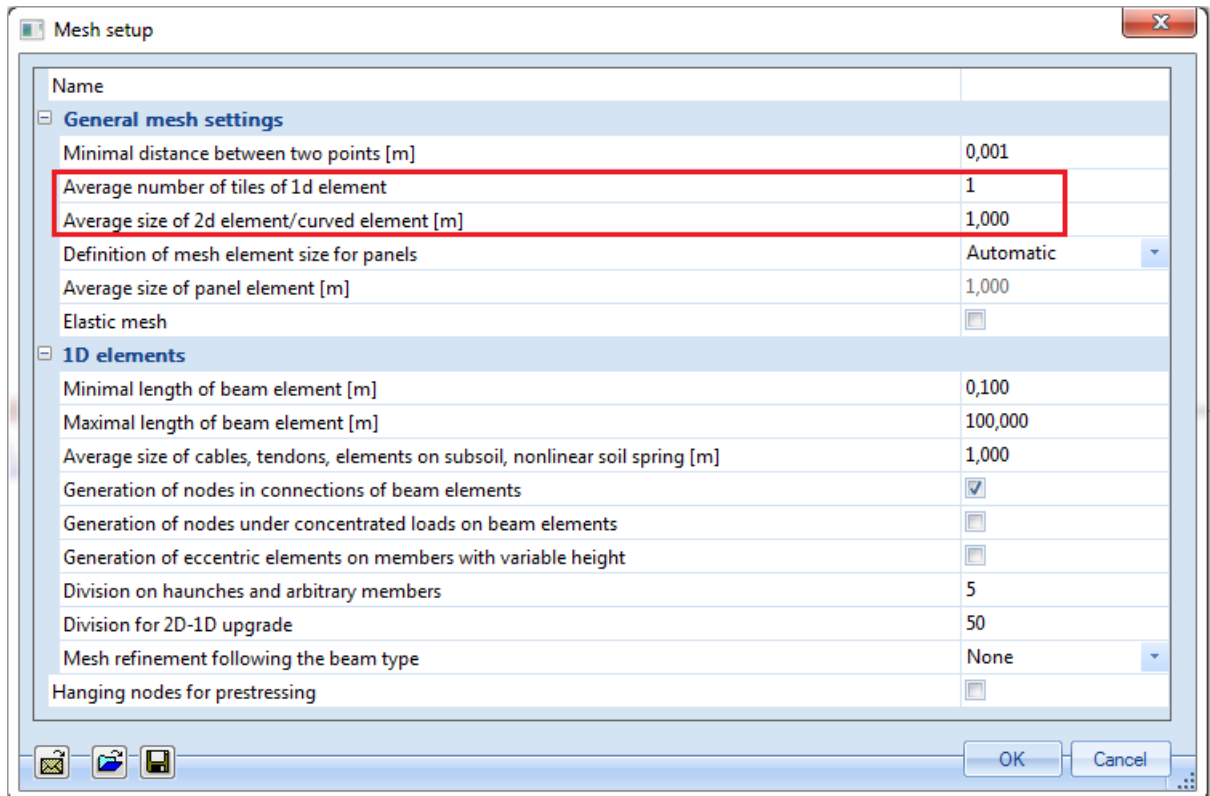 Mesh setup
Name
General mesh settings
Minimal distance between two points [m] 0,001
Average number of tiles of 1d element 1
Average size of 2d element/curved element [m] 1,000
Definition of mesh element size for panels Automatic
Average size of panel element [m] 1,000
Elastic mesh
1D elements
Minimal length of beam element [m] 0,100
Maximal length of beam element [m] 100,000
Average size of cables, tendons, elements on subsoil, nonlinear soil spring [m] 1,000
Generation of nodes in connections of beam elements
Generation of nodes under concentrated loads on beam elements
Generation of eccentric elements on members with variable height
Division on haunches and arbitrary members 5
Division for 2D-1D upgrade 50
Mesh refinement following the beam type None
Hanging nodes for prestressing
OK Cancel